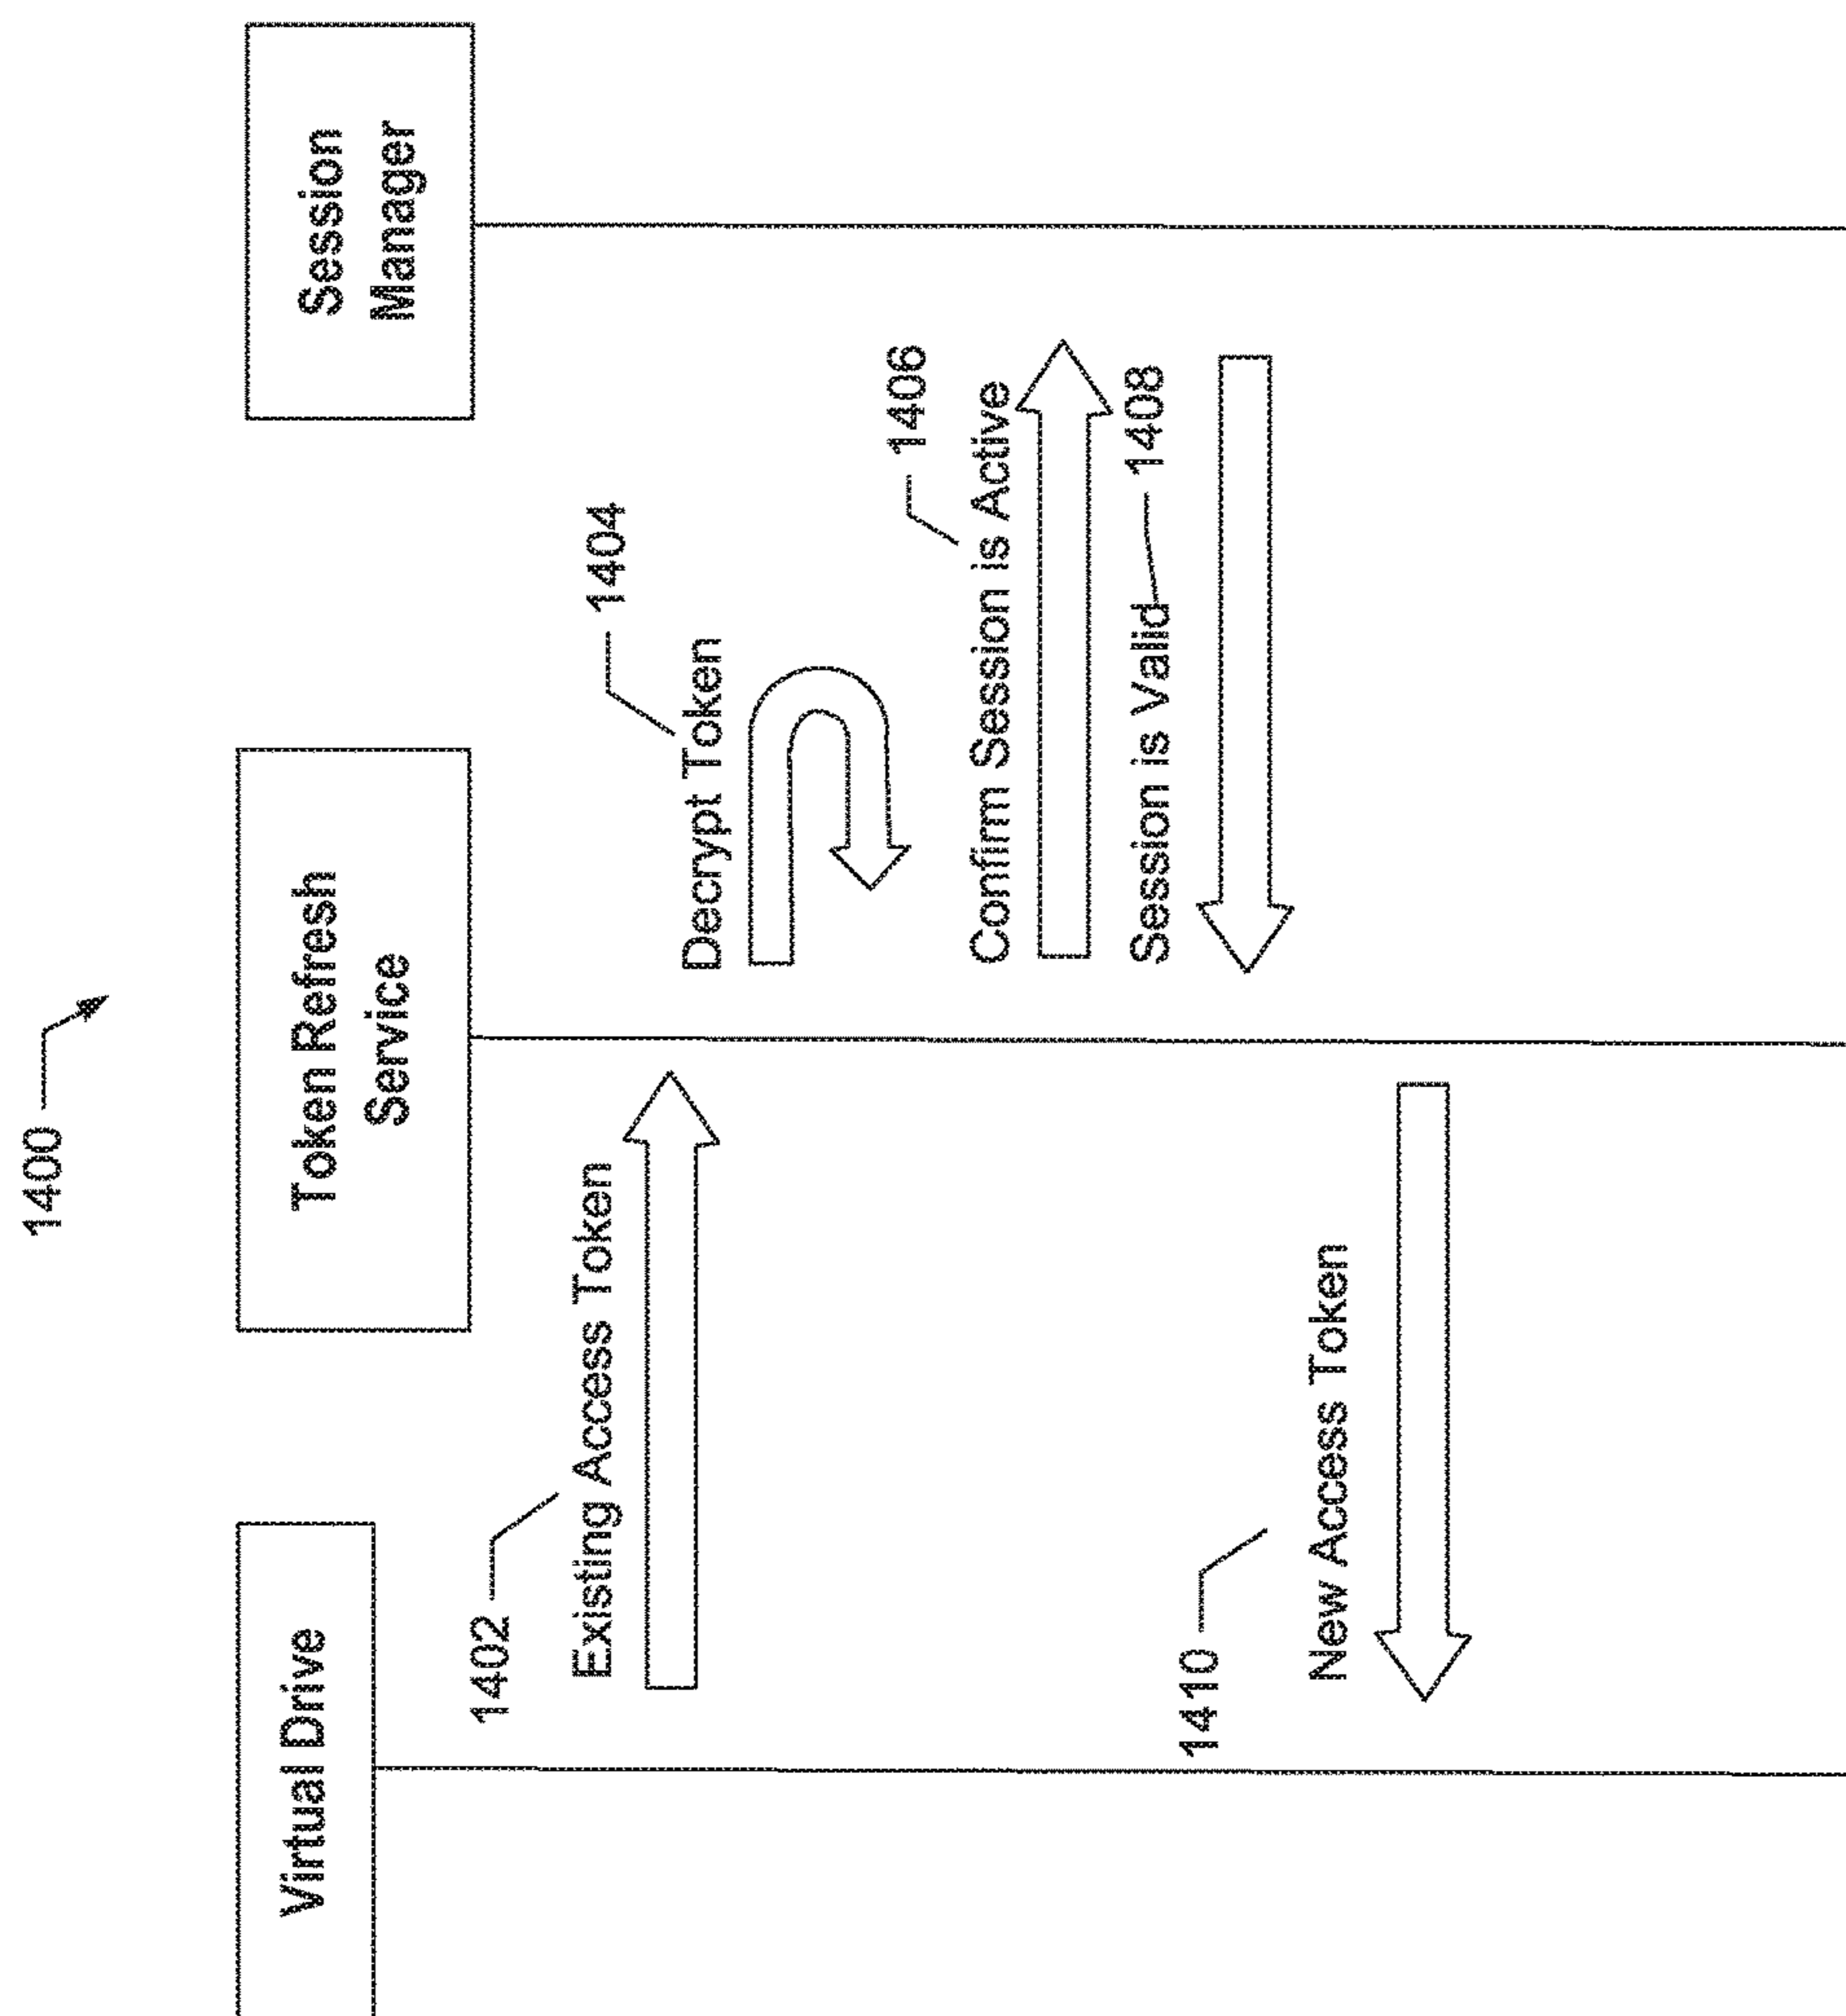 1400
Virtual Drive
Token Refresh
Service
Session
Manager
1402
Existing Access Token
1404
Decrypt Token
1406
Confirm Session is Active
Session is Valid
1408
1410
New Access Token